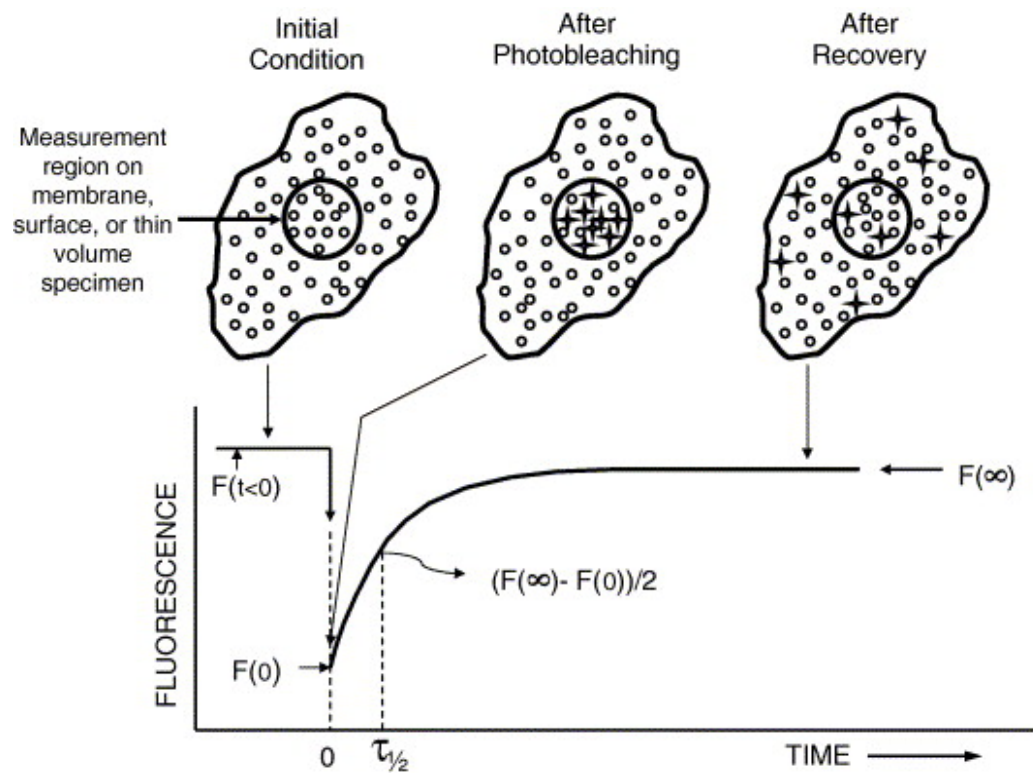 Initial
Condition
After
Photobleaching
After
Recovery
Measurement
region on
membrane,
surface, or thin
volume
specimen
F(t<0)
F(∞)
(F(∞)- F(0))/2
F(0)
FLUORESCENCE
0
τ½
TIME